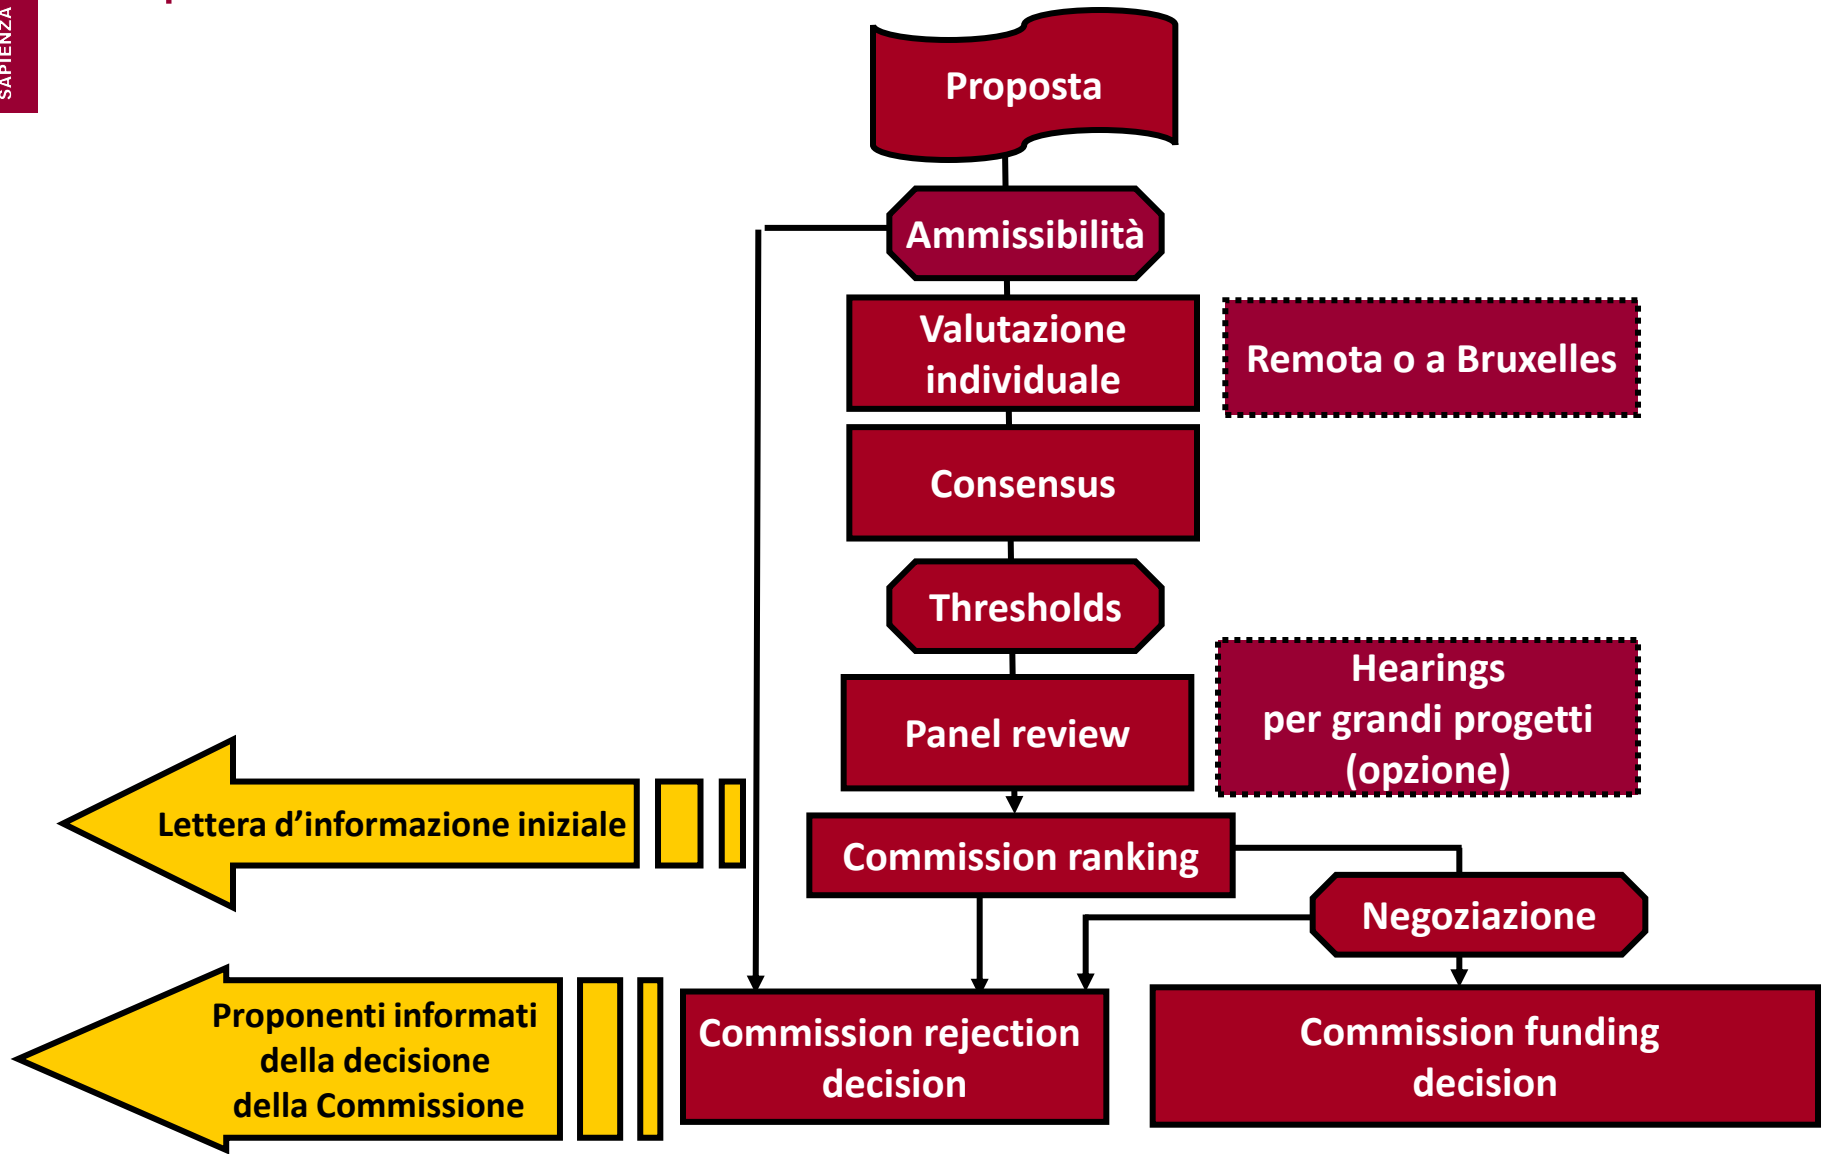 SAPIENZA
Proposta
Ammissibilità
Valutazione
individuale
Remota o a Bruxelles
Consensus
Thresholds
Hearings
per grandi progetti
(opzione)
Panel review
Lettera d’informazione iniziale
Commission ranking
Negoziazione
Proponenti informati
della decisione
della Commissione
Commission rejection
decision
Commission funding
decision